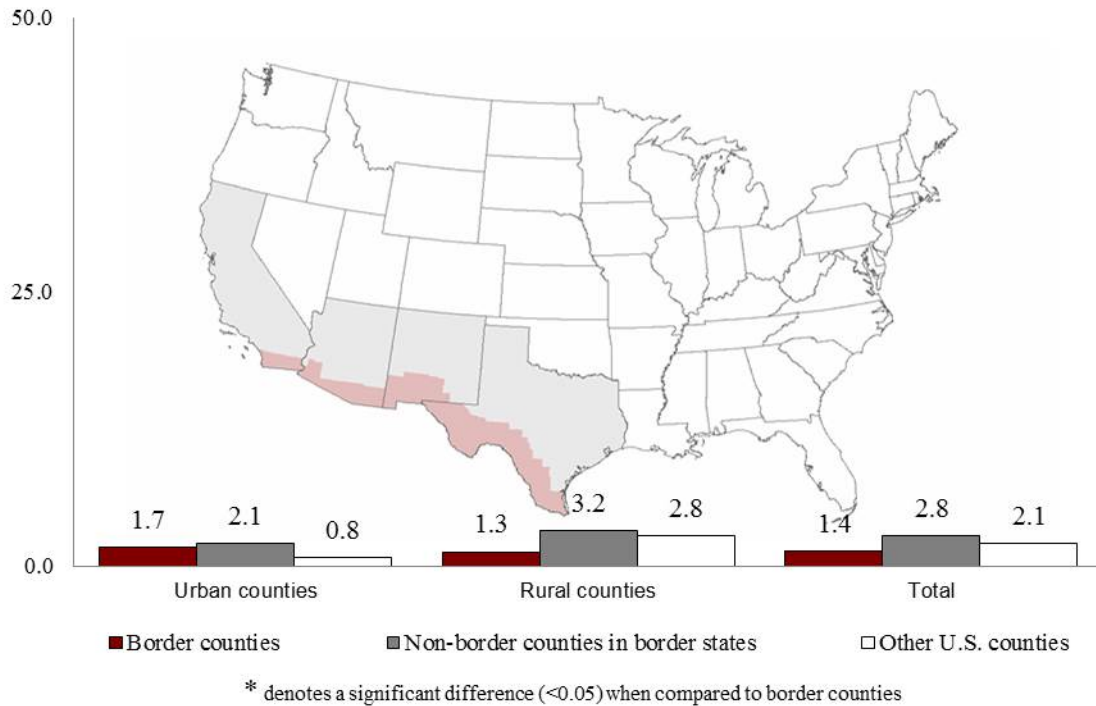 50.0
25.0
0.0
1.7 2.1 0.8 1.3 3.2 2.8 1.4 2.8 2.1
Urban counties Rural counties Total
Border counties Non-border counties in border states Other U.S. counties
* denotes a significant difference (<0.05) when compared to border counties